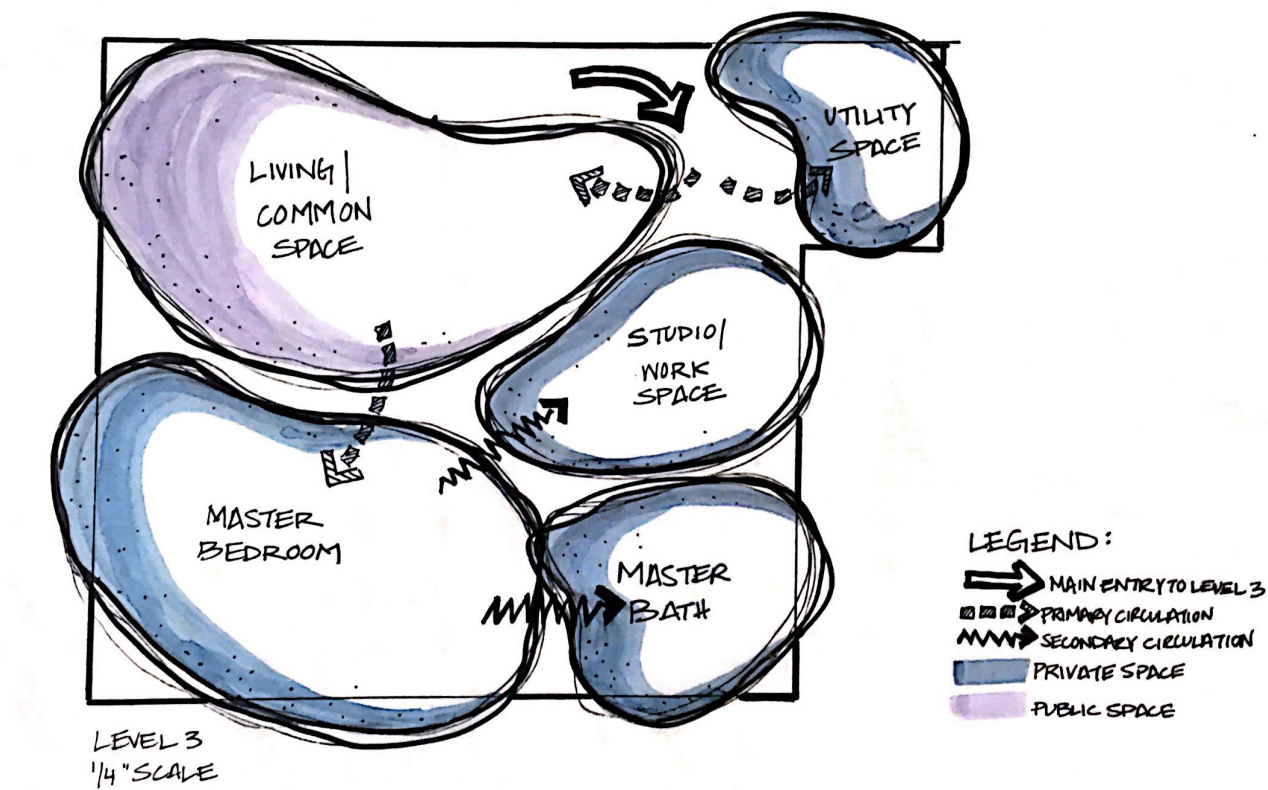 LIVING/
COMMON
SPACE
UTILITY
SPACE
STUDIO/
WORK
SPACE
MASTER
BEDROOM
MASTER
BATH
LEGEND:
MAIN ENTRY TO LEVEL 3
PRIMARY CIRCULATION
SECONDARY CIRCULATION
PRIVATE SPACE
PUBLIC SPACE
LEVEL 3
1/4" SCALE